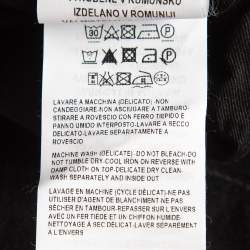 IZDELANO V ROMUNIJI
30
P
P
LAVARE A MACCHINA (DELICATO)-NON
CANDEGGIARE-NON ASCIUGARE A TAMBURO-
STIRARE A ROVESCIO CON FERRO TIEPIDO E
PANNO UMIDO INTERPOSTO-LAVARE A SECCO
DELICATO-LAVARE SEPARATAMENTE A
ROVESCIO
MACHINE WASH (DELICATE)-DO NOT BLEACH-DO
NOT TUMBLE DRY-COOL IRON ON REVERSE WITH
DAMP CLOTH ON TOP-DELICATE DRY CLEAN
WASH SEPARATELY AND INSIDE OUT
LAVAGE EN MACHINE (CYCLE DÉLICAT)-NE PAS
UTILISER D'AGENT DE BLANCHIMENT-NE PAS
SÉCHER EN TAMBOUR-REPASSER SUR L'ENVERS
AVEC UN FER TIÈDE ET UN CHIFFON HUMIDE-
NETTOYAGE A SEC DÉLICAT-LAVER SÉPARÉMENT
À L'ENVERS